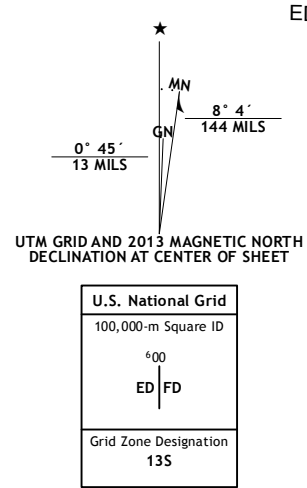 ED
★
MN
GN
8° 4´
144 MILS
0° 45´
13 MILS
UTM GRID AND 2013 MAGNETIC NORTH
DECLINATION AT CENTER OF SHEET
U.S. National Grid
100,000-m Square ID
⁶00
ED FD
Grid Zone Designation
13S